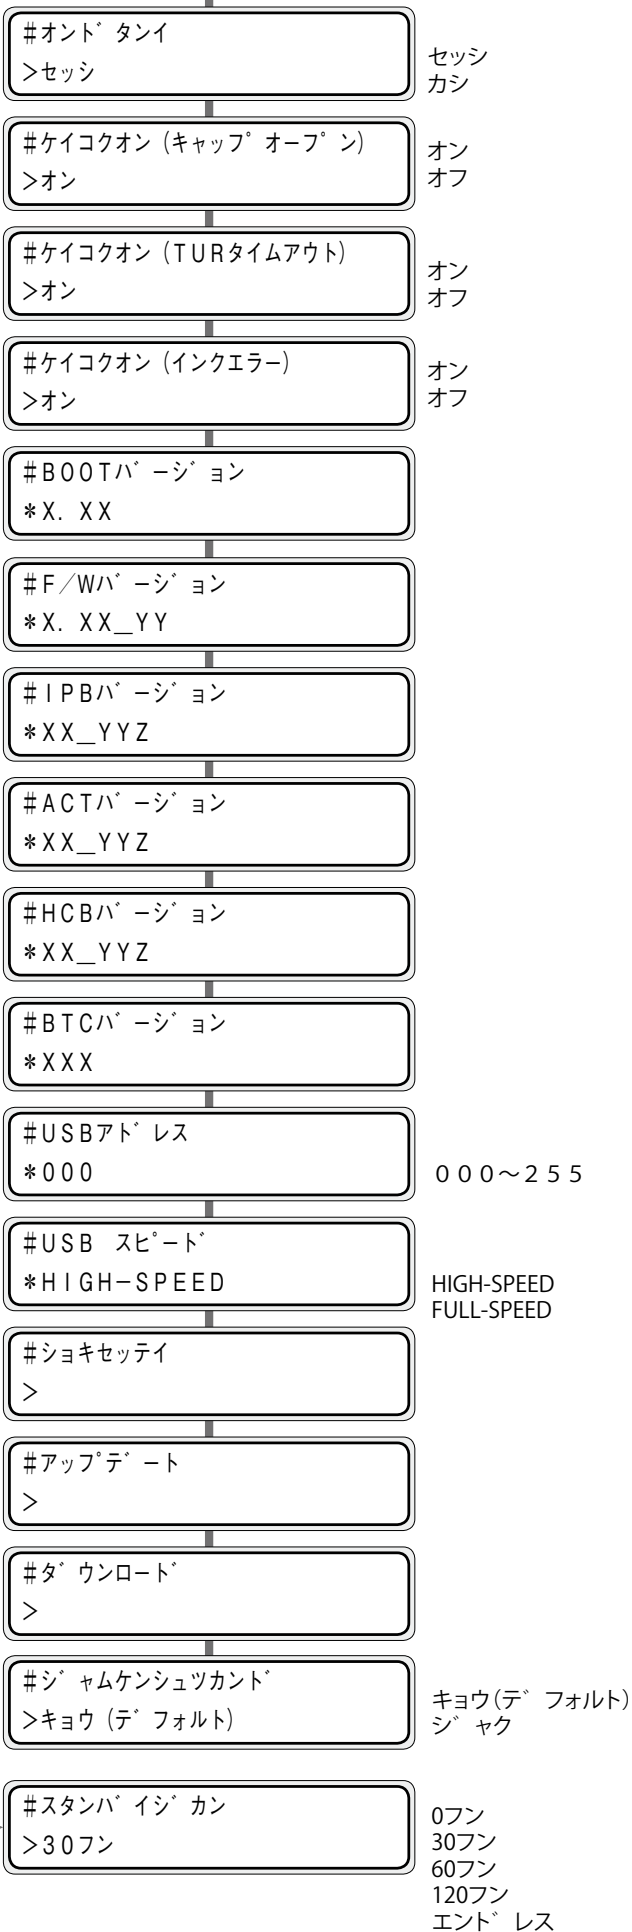 #オンド゛タンイ
>セッシ
セッシ
カシ
#ケイコクオン (キャップ゜オープ゜ン)
>オン
オン
オフ
#ケイコクオン (TURタイムアウト)
>オン
オン
オフ
#ケイコクオン (インクエラー)
>オン
オン
オフ
#BOOTバ゛ージ゛ョン
*X. XX
#F/Wバ゛ージ゛ョン
*X. XX_YY
#IPBバ゛ージ゛ョン
*XX_YYZ
#ACTバ゛ージ゛ョン
*XX_YYZ
#HCBバ゛ージ゛ョン
*XX_YYZ
#BTCバ゛ージ゛ョン
*XXX
#USBアド゛レス
*000
000~255
#USB スピ゜ード゛
*HIGH-SPEED
HIGH-SPEED
FULL-SPEED
#ショキセッテイ
>
#アップ゜デ゛ート
>
#ダ゛ウンロード゛
>
#ジ゛ャムケンシュツカンド゛
>キョウ (デ゛フォルト)
キョウ(デ゛フォルト)
ジ゛ャク
#スタンバ゛イジ゛カン
>30フン
0フン
30フン
60フン
120フン
エンド゛レス